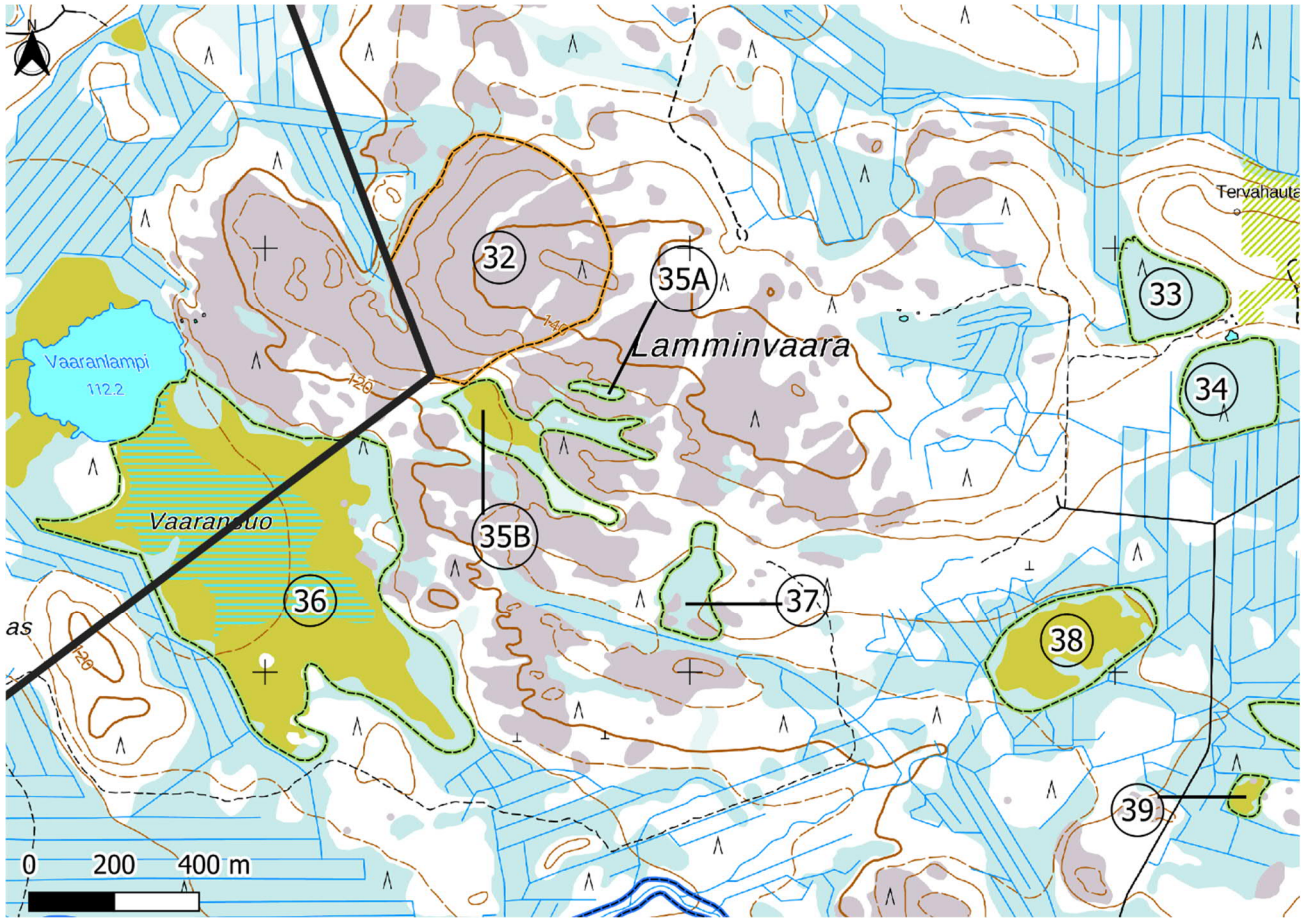 N
Tervahauta
32
35A
33
140
Lamminvaara
Vaaranlampi
112.2
120
34
Vaaransuo
35B
36
37
as
120
38
39
0 200 400 m